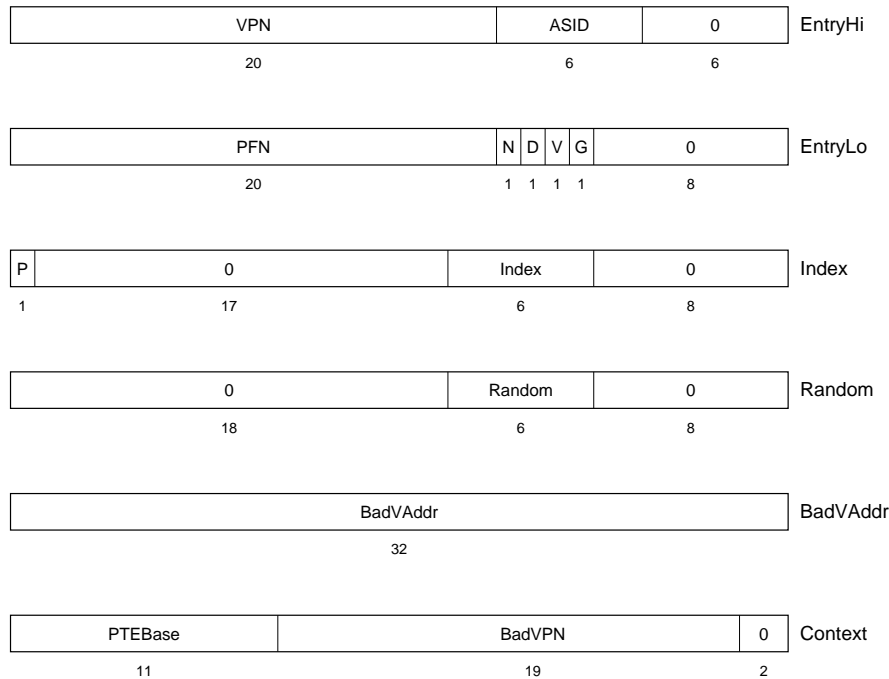 VPN ASID 0 EntryHi
20 6 6
PFN N D V G 0 EntryLo
20 1 1 1 1 8
P 0 Index 0 Index
1 17 6 8
0 Random 0 Random
18 6 8
BadVAddr BadVAddr
32
PTEBase BadVPN 0 Context
11 19 2